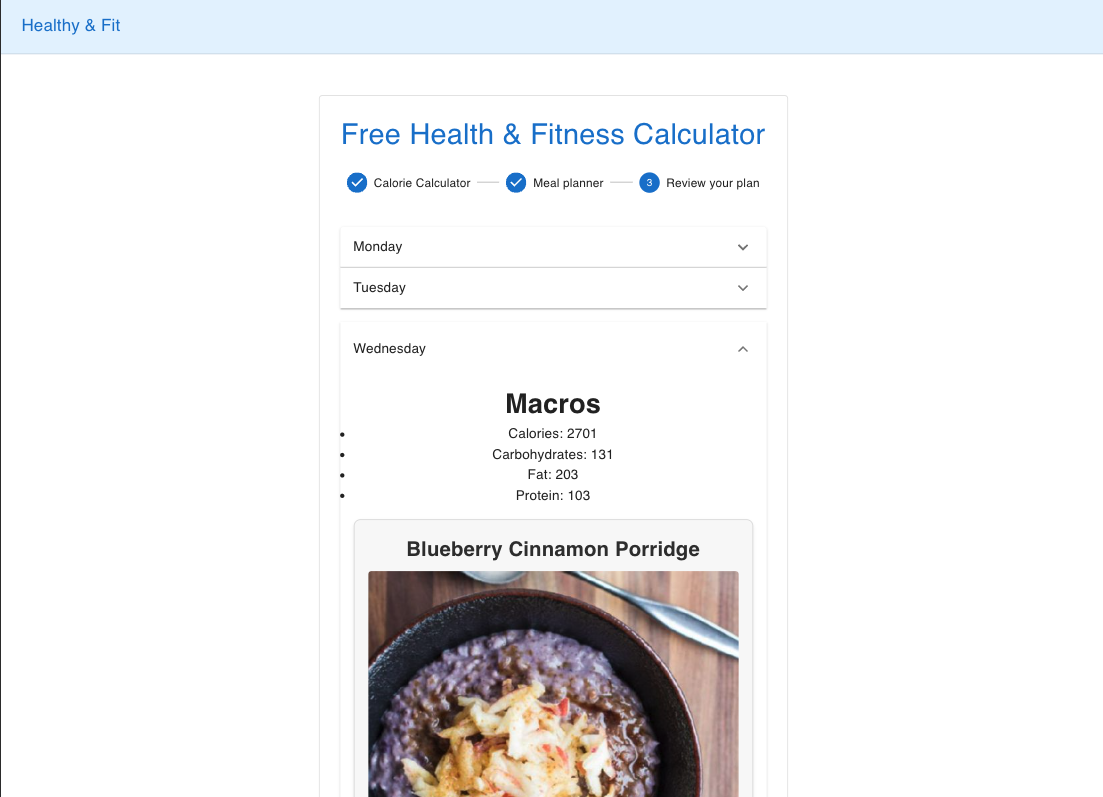 Healthy & Fit
Free Health & Fitness Calculator
Calorie Calculator
Meal planner
3 Review your plan
Monday
Tuesday
Wednesday
Macros
• Calories: 2701
• Carbohydrates: 131
• Fat: 203
• Protein: 103
Blueberry Cinnamon Porridge